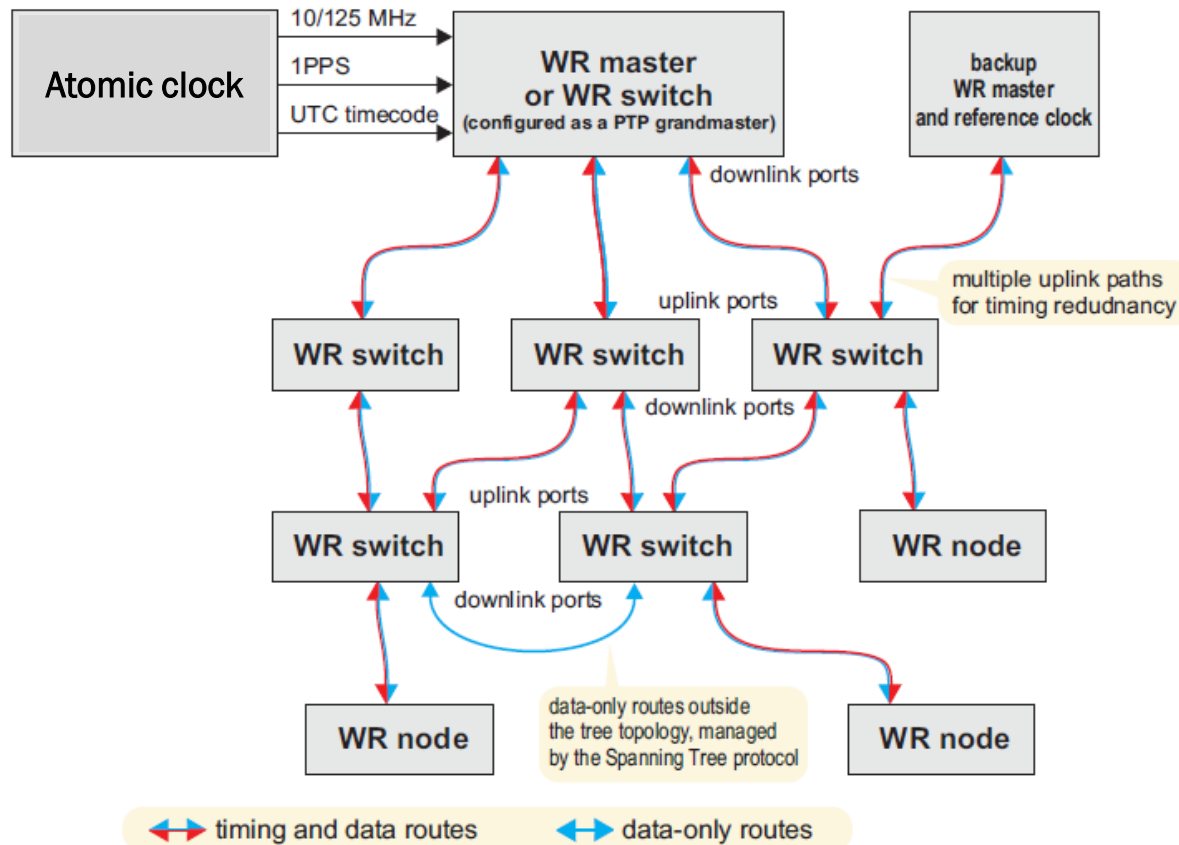 Atomic clock
10/125 MHz
1PPS
UTC timecode
WR master
or WR switch
(configured as a PTP grandmaster)
backup
WR master
and reference clock
downlink ports
multiple uplink paths
for timing redudnancy
uplink ports
WR switch
WR switch
WR switch
downlink ports
uplink ports
WR switch
WR switch
WR node
downlink ports
data-only routes outside
the tree topology, managed
by the Spanning Tree protocol
WR node
WR node
timing and data routes
data-only routes